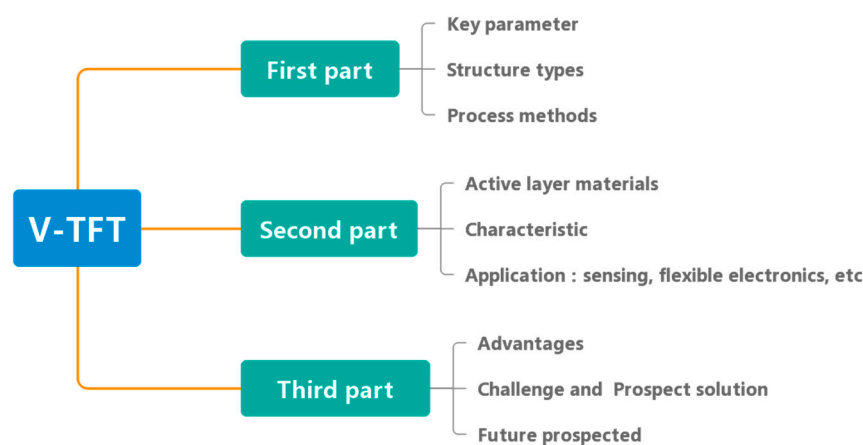 V-TFT
First part
Key parameter
Structure types
Process methods
Second part
Active layer materials
Characteristic
Application : sensing, flexible electronics, etc
Third part
Advantages
Challenge and Prospect solution
Future prospected